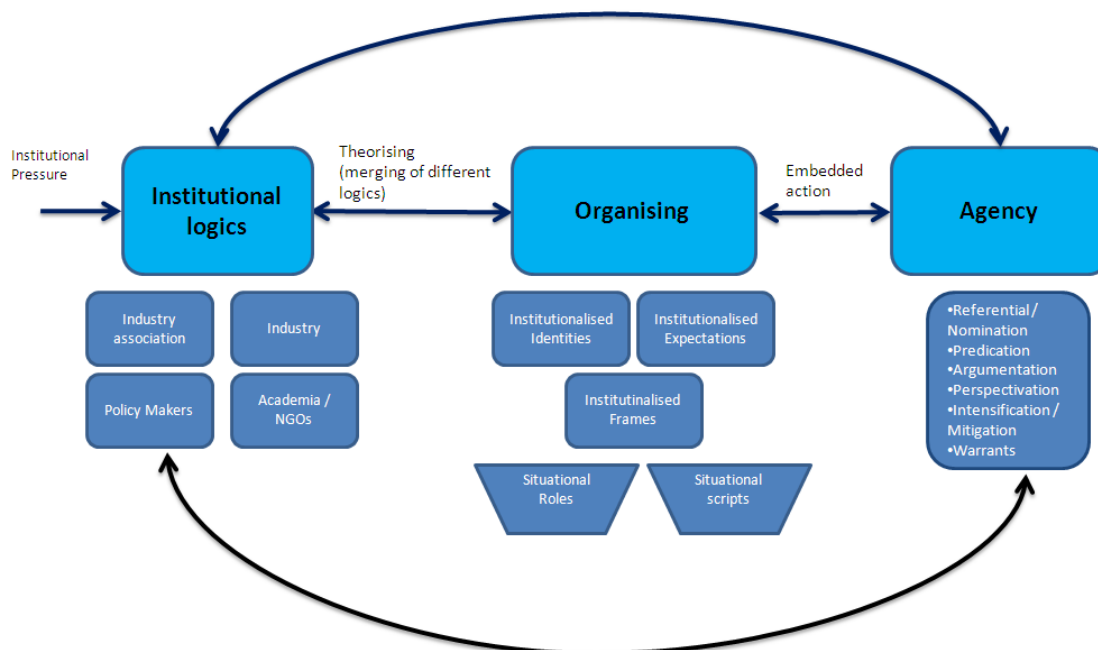 Institutional
Pressure
Institutional
logics
Theorising
(merging of different
logics)
Organising
Embedded
action
Agency
Industry
association
Industry
Policy Makers
Academia /
NGOs
Institutionalised
Identities
Institutionalised
Expectations
Institutinalised
Frames
Situational
Roles
Situational
scripts
•Referential /
Nomination
•Predication
•Argumentation
•Perspectivation
•Intensification /
Mitigation
•Warrants